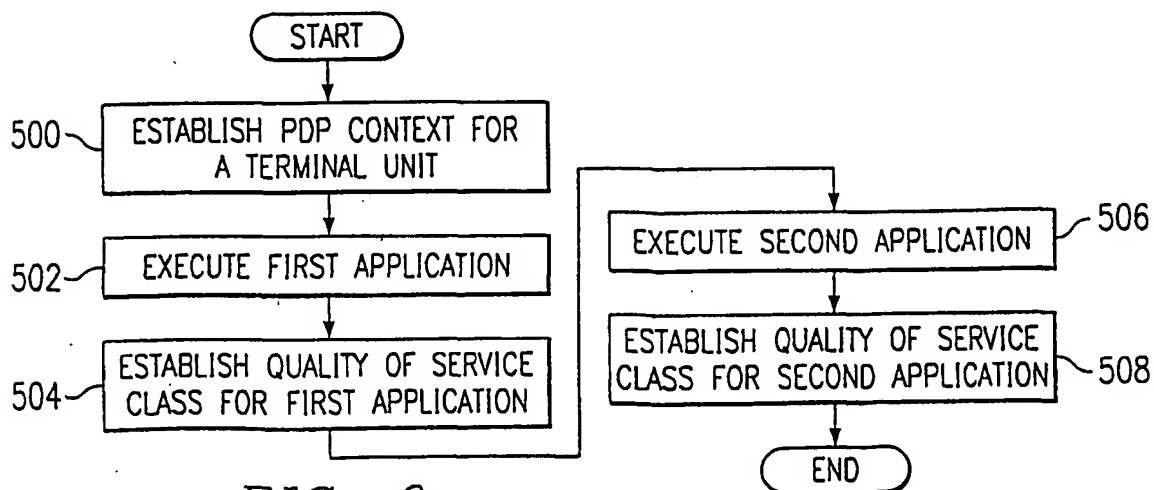 START
500
ESTABLISH PDP CONTEXT FOR
A TERMINAL UNIT
502
EXECUTE FIRST APPLICATION
504
ESTABLISH QUALITY OF SERVICE
CLASS FOR FIRST APPLICATION
EXECUTE SECOND APPLICATION
506
ESTABLISH QUALITY OF SERVICE
CLASS FOR SECOND APPLICATION
508
END